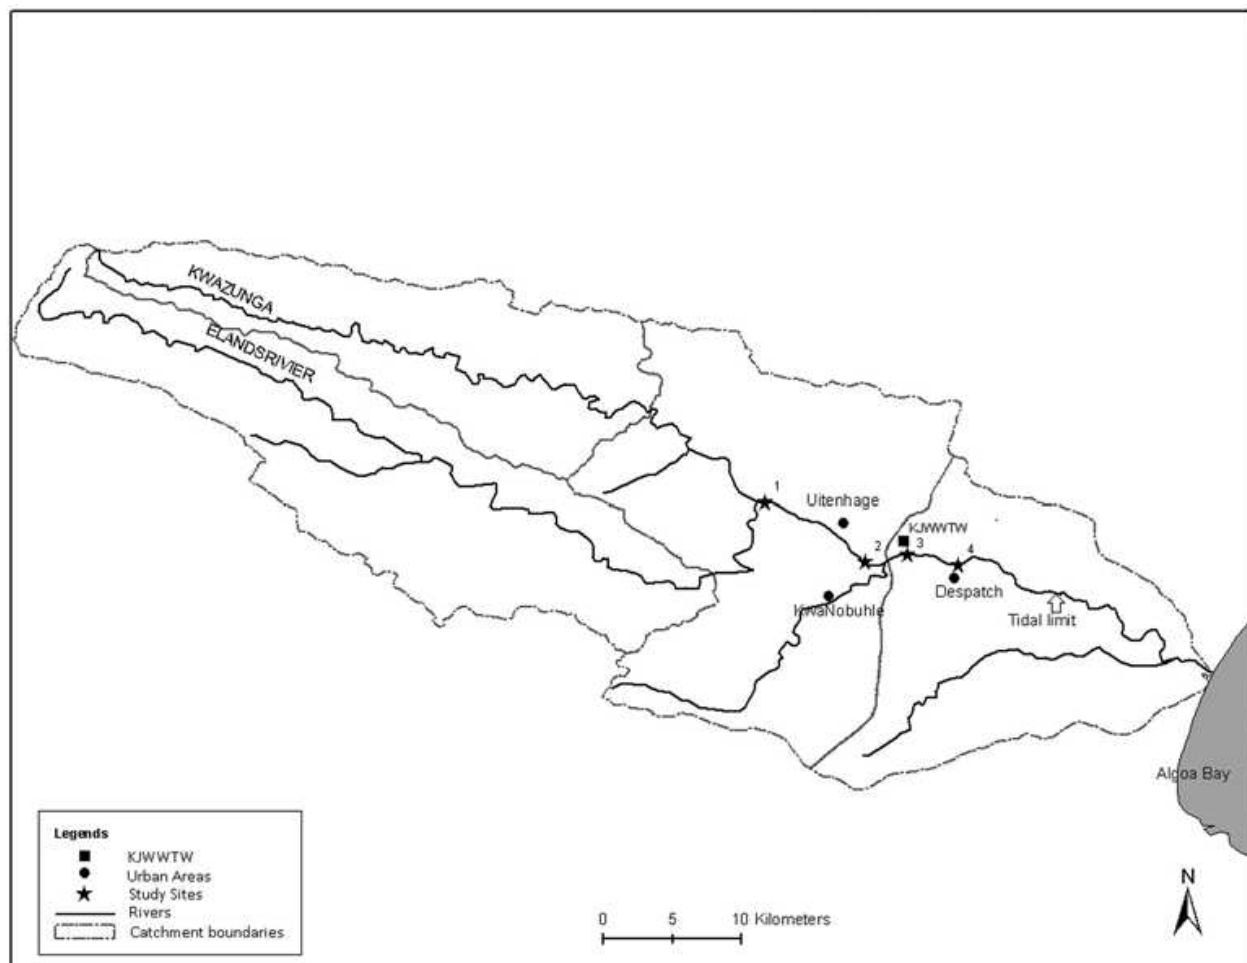 KWAZUNGA
ELANDSRIVIER
1
Uitenhage
KJWWTW
2
3
4
Despatch
KwaNobuhle
Tidal limit
Algoa Bay
Legends
KJWWTW
Urban Areas
Study Sites
Rivers
Catchment boundaries
0 5 10 Kilometers
N